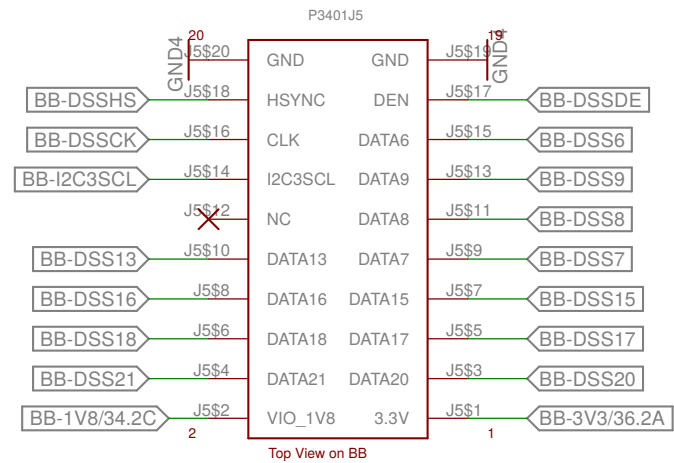 P3401J5
20 19
GND4 J5$20 GND GND J5$19 GND4
BB-DSSHS J5$18 HSYNC DEN J5$17 BB-DSSDE
BB-DSSCK J5$16 CLK DATA6 J5$15 BB-DSS6
BB-I2C3SCL J5$14 I2C3SCL DATA9 J5$13 BB-DSS9
J5$12 NC DATA8 J5$11 BB-DSS8
BB-DSS13 J5$10 DATA13 DATA7 J5$9 BB-DSS7
BB-DSS16 J5$8 DATA16 DATA15 J5$7 BB-DSS15
BB-DSS18 J5$6 DATA18 DATA17 J5$5 BB-DSS17
BB-DSS21 J5$4 DATA21 DATA20 J5$3 BB-DSS20
BB-1V8/34.2C J5$2 VIO_1V8 3.3V J5$1 BB-3V3/36.2A
2 1
Top View on BB